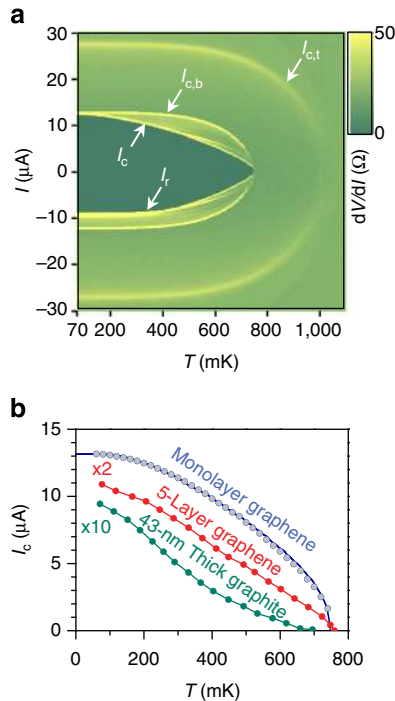 a
30
20
10
0
−10
−20
−30
I (μA)
I_c,t
I_c,b
I_c
I_r
50
0
dV/dI (Ω)
70 200 400 600 800 1,000
T (mK)
b
15
10
5
0
I_c (μA)
Monolayer graphene
x2
5-Layer graphene
x10
43-nm Thick graphite
0 200 400 600 800
T (mK)